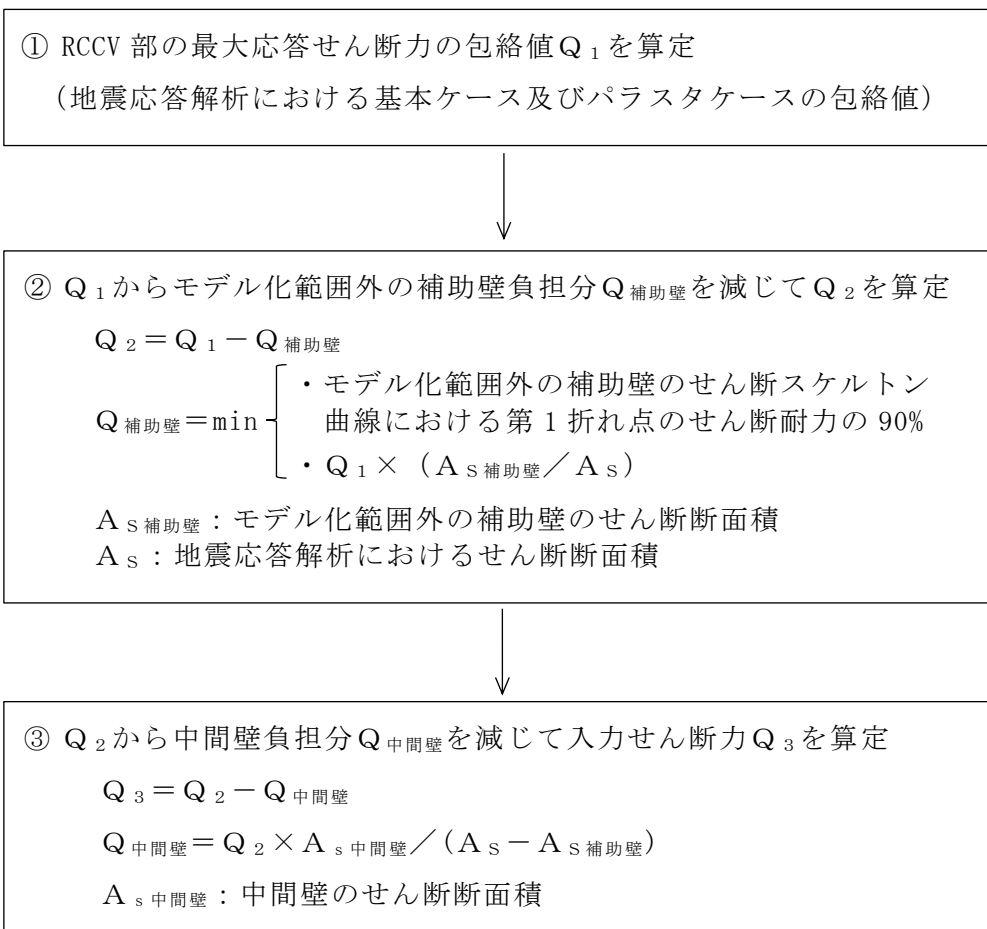 ① RCCV部の最大応答せん断力の包絡値Q₁を算定
(地震応答解析における基本ケース及びパラスタケースの包絡値)
② Q₁からモデル化範囲外の補助壁負担分Q補助壁を減じてQ₂を算定
Q₂=Q₁-Q補助壁
Q補助壁=min
・モデル化範囲外の補助壁のせん断スケルトン
曲線における第1折れ点のせん断耐力の90%
・Q₁×(AS補助壁/AS)
AS補助壁:モデル化範囲外の補助壁のせん断断面積
AS:地震応答解析におけるせん断断面積
③ Q₂から中間壁負担分Q中間壁を減じて入力せん断力Q₃を算定
Q₃=Q₂-Q中間壁
Q中間壁=Q₂×As中間壁/(AS-AS補助壁)
As中間壁:中間壁のせん断断面積